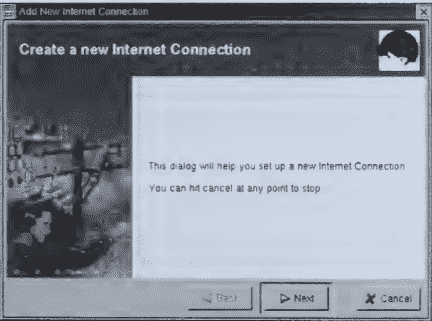 Add New Internet Connection
Create a new Internet Connection
This dialog will help you set up a new Internet Connection
You can hit cancel at any point to stop
Back
Next
Cancel